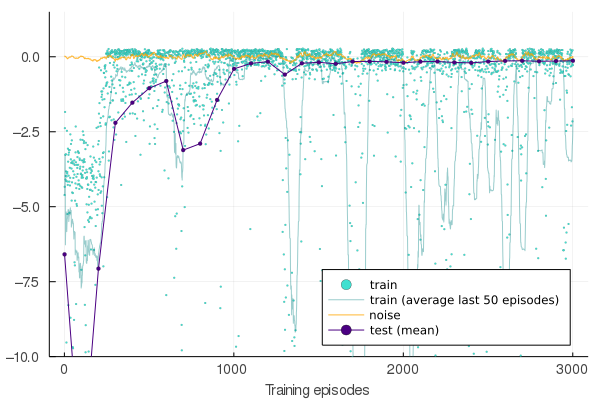 0.0
−2.5
−5.0
−7.5
−10.0
0
1000
2000
3000
Training episodes
train
train (average last 50 episodes)
noise
test (mean)